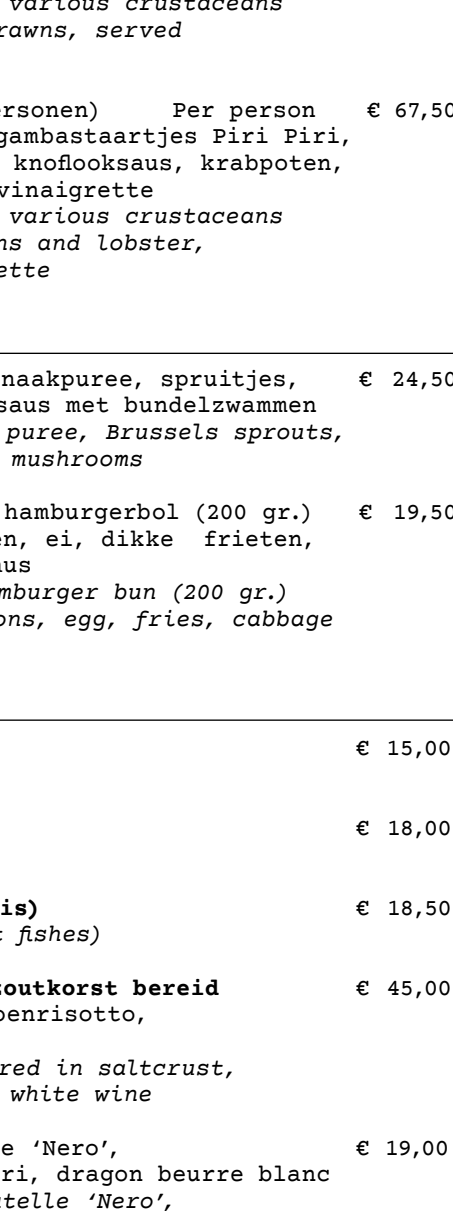 various crustaceans
rawns, served
ersonen) Per person € 67,50
gambastaartjes Piri Piri,
knoflooksaus, krabpoten,
vinaigrette
various crustaceans
ns and lobster,
ette
naakpuree, spruitjes, € 24,50
saus met bundelzwammen
puree, Brussels sprouts,
mushrooms
hamburgerbol (200 gr.) € 19,50
en, ei, dikke frieten,
aus
mburger bun (200 gr.)
ons, egg, fries, cabbage
€ 15,00
€ 18,00
is) € 18,50
t fishes)
zoutkorst bereid € 45,00
penrisotto,
red in saltcrust,
white wine
e ‘Nero’, € 19,00
ri, dragon beurre blanc
atelle ‘Nero’,